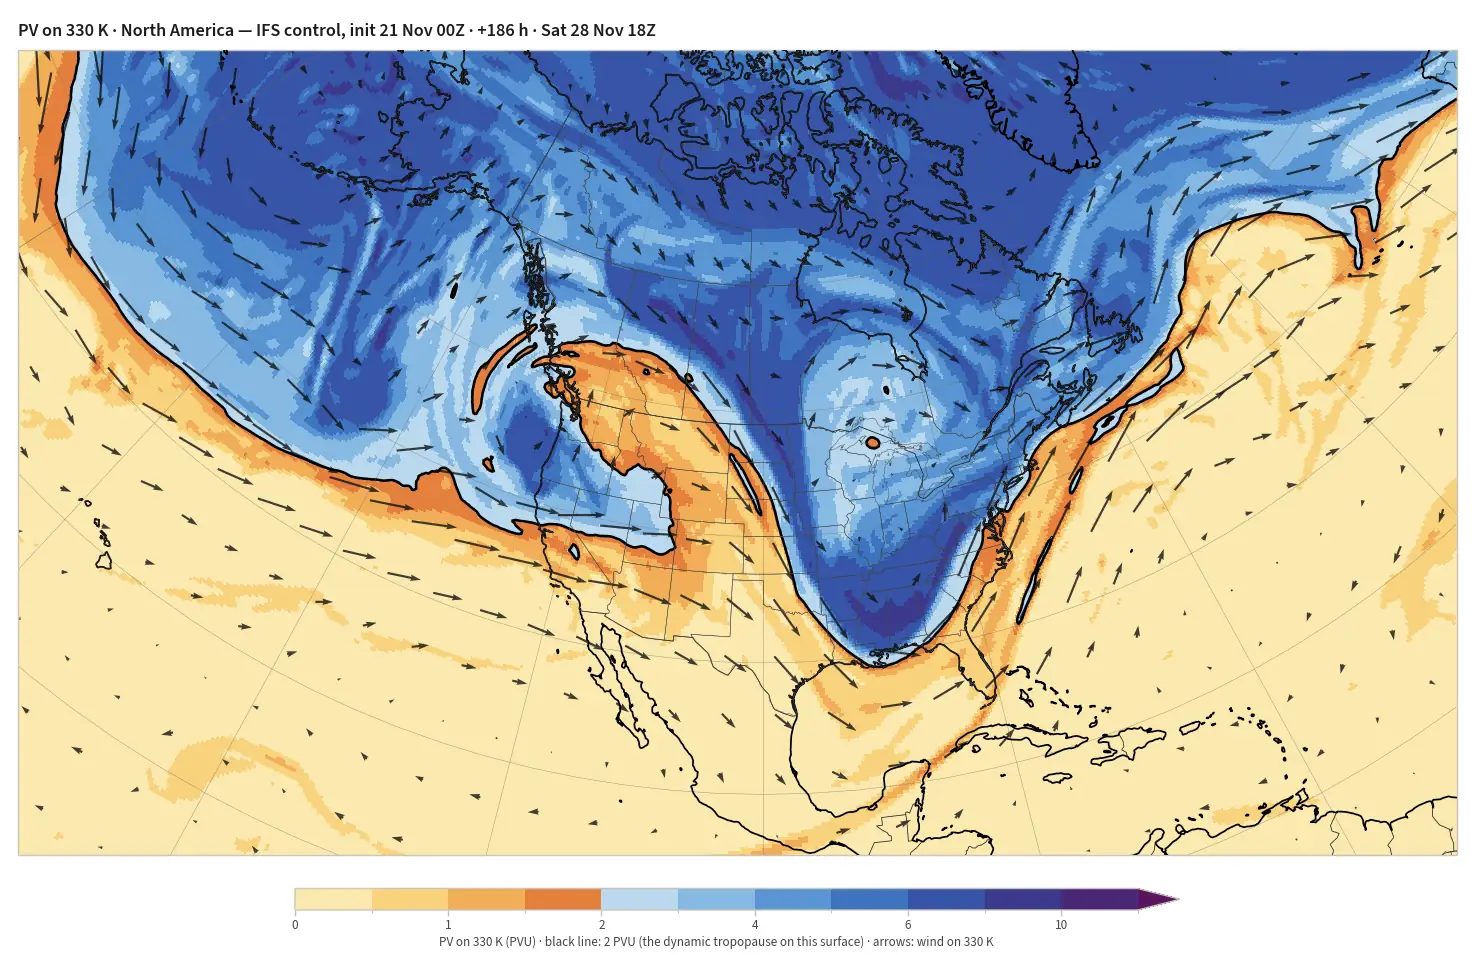 PV on 330 K · North America — IFS control, init 21 Nov 00Z · +186 h · Sat 28 Nov 18Z
0 1 2 4 6 10
PV on 330 K (PVU) · black line: 2 PVU (the dynamic tropopause on this surface) · arrows: wind on 330 K